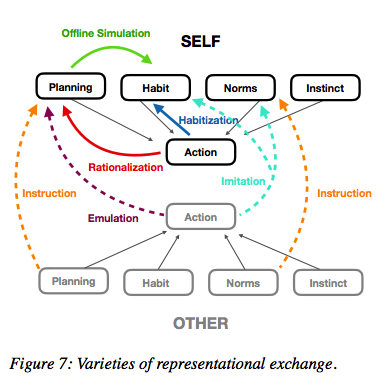 Offline Simulation
SELF
Planning
Habit
Norms
Instinct
Habitization
Action
Rationalization
Imitation
Instruction
Instruction
Emulation
Action
Planning
Habit
Norms
Instinct
OTHER
Figure 7: Varieties of representational exchange.